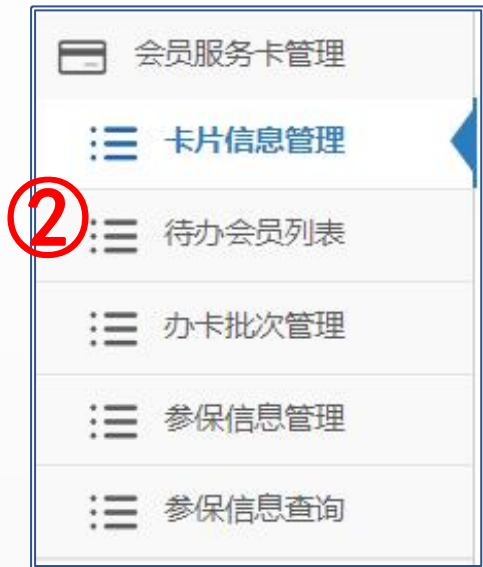 会员服务卡管理
卡片信息管理
②
待办会员列表
办卡批次管理
参保信息管理
参保信息查询